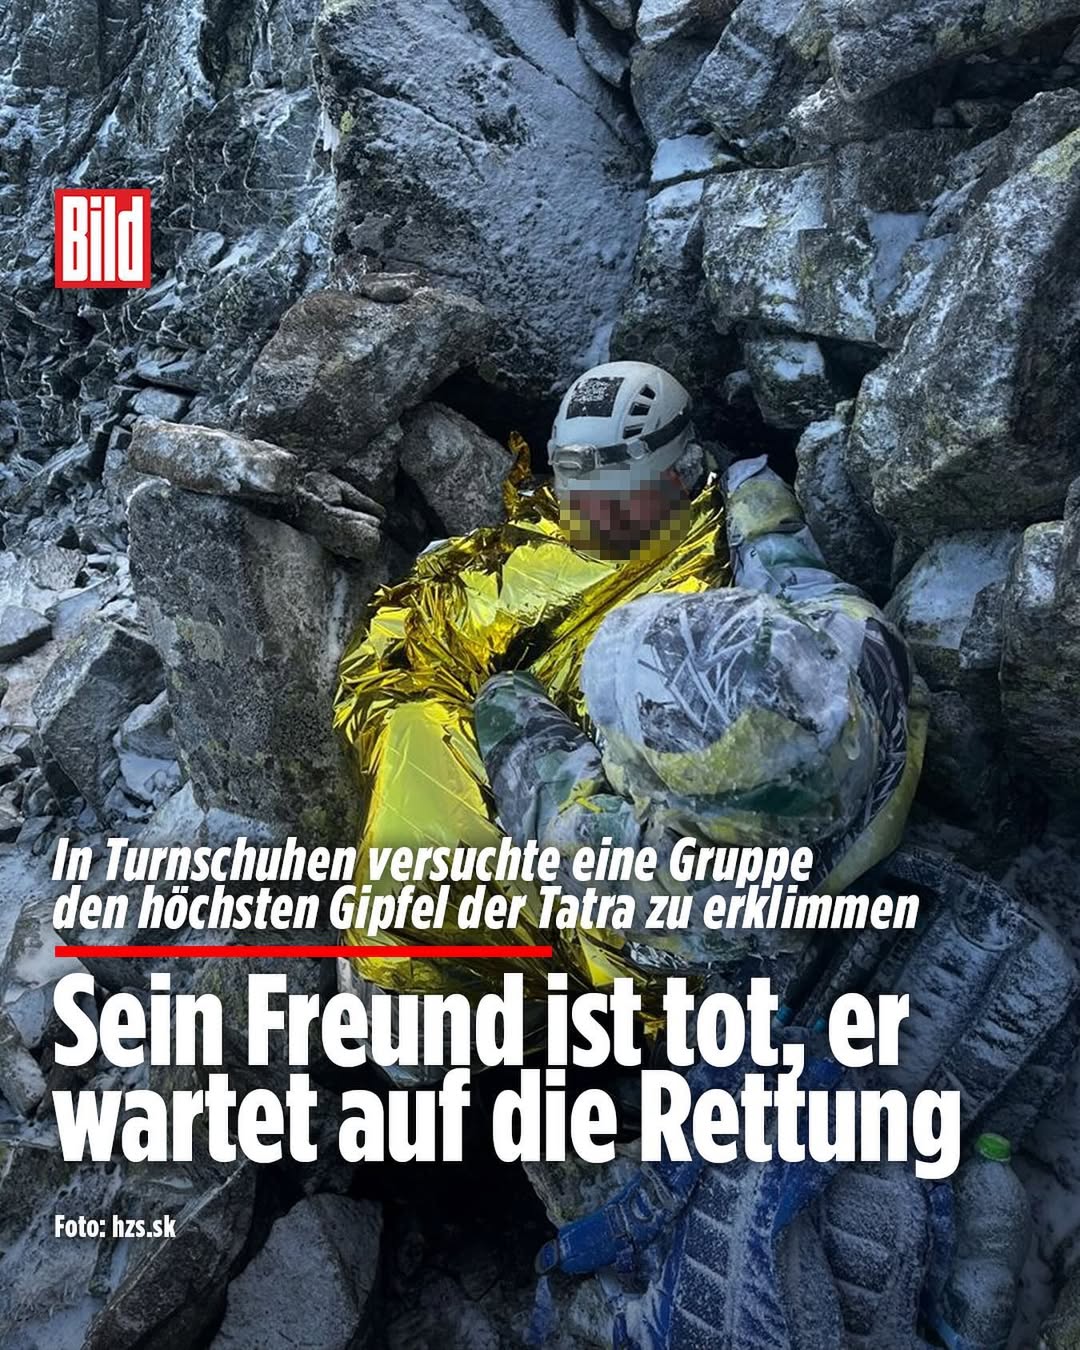 Bild
In Turnschuhen versuchte eine Gruppe
den höchsten Gipfel der Tatra zu erklimmen
Sein Freund ist tot, er
wartet auf die Rettung
Foto: hzs.sk